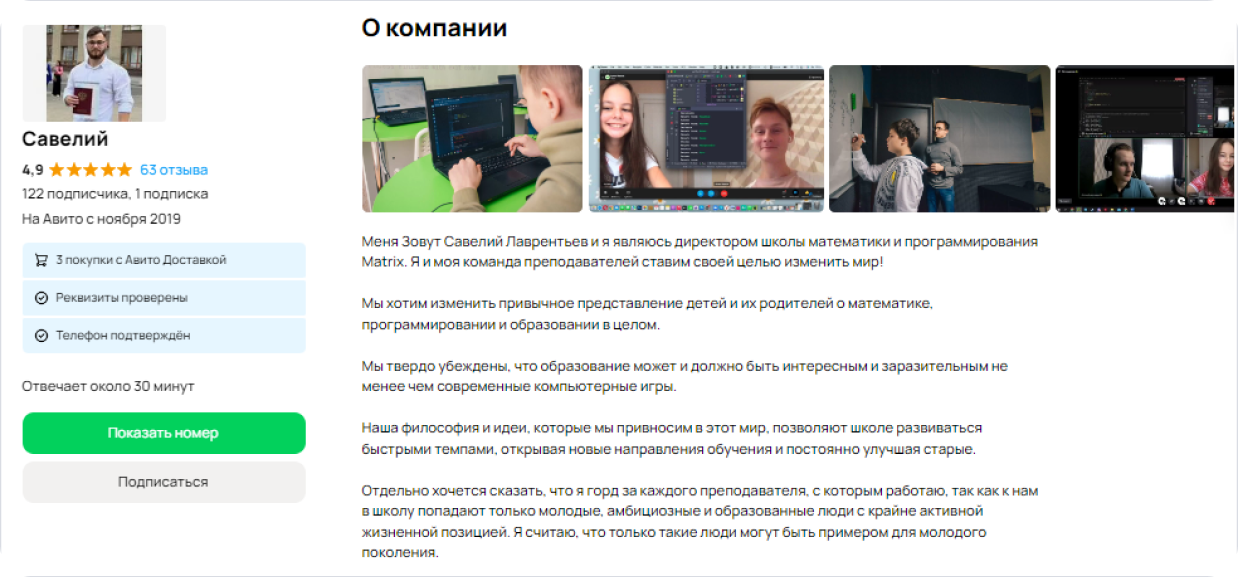 О компании
Савелий
4,9
63 отзыва
122 подписчика, 1 подписка
На Авито с ноября 2019
3 покупки с Авито Доставкой
Реквизиты проверены
Телефон подтверждён
Отвечает около 30 минут
Показать номер
Подписаться
Меня Зовут Савелий Лаврентьев и я являюсь директором школы математики и программирования
Matrix. Я и моя команда преподавателей ставим своей целью изменить мир!
Мы хотим изменить привычное представление детей и их родителей о математике,
программировании и образовании в целом.
Мы твердо убеждены, что образование может и должно быть интересным и заразительным не
менее чем современные компьютерные игры.
Наша философия и идеи, которые мы привносим в этот мир, позволяют школе развиваться
быстрыми темпами, открывая новые направления обучения и постоянно улучшая старые.
Отдельно хочется сказать, что я горд за каждого преподавателя, с которым работаю, так как к нам
в школу попадают только молодые, амбициозные и образованные люди с крайне активной
жизненной позицией. Я считаю, что только такие люди могут быть примером для молодого
поколения.